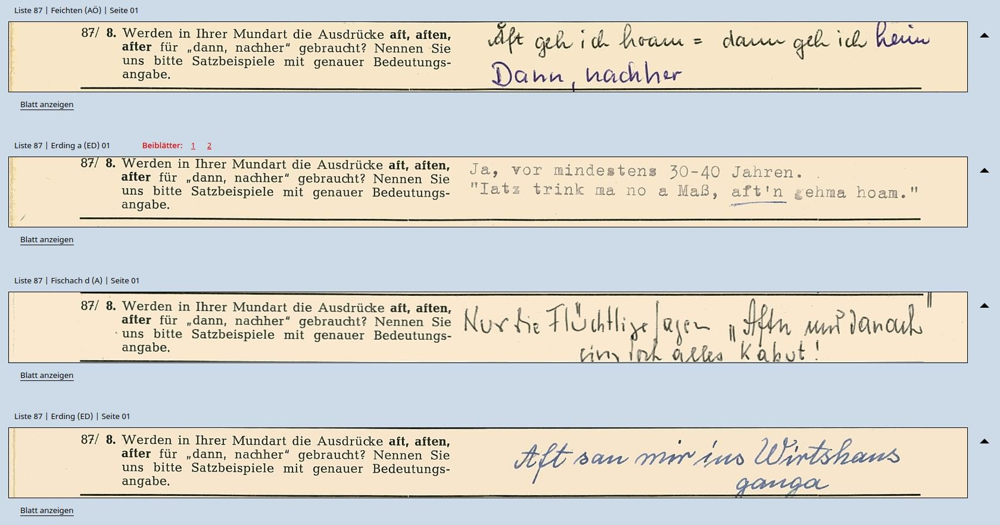 Liste 87 | Feichten (AÖ) | Seite 01
87/ 8. Werden in Ihrer Mundart die Ausdrücke aft, aften,
after für „dann, nachher“ gebraucht? Nennen Sie
uns bitte Satzbeispiele mit genauer Bedeutungs-
angabe.
Åft geh ich hoam = dann geh ich heim
Dann, nachher
Blatt anzeigen
Liste 87 | Erding a (ED) 01 Beiblätter: 1 2
87/ 8. Werden in Ihrer Mundart die Ausdrücke aft, aften,
after für „dann, nachher“ gebraucht? Nennen Sie
uns bitte Satzbeispiele mit genauer Bedeutungs-
angabe.
Ja, vor mindestens 30-40 Jahren.
"Iatz trink ma no a Maß, aft'n gehma hoam."
Blatt anzeigen
Liste 87 | Fischach d (A) | Seite 01
87/ 8. Werden in Ihrer Mundart die Ausdrücke aft, aften,
after für „dann, nachher“ gebraucht? Nennen Sie
uns bitte Satzbeispiele mit genauer Bedeutungs-
angabe.
Nur die Flüchtlige sagen „Aftn und danach"
alles Kabut!
Blatt anzeigen
Liste 87 | Erding (ED) | Seite 01
87/ 8. Werden in Ihrer Mundart die Ausdrücke aft, aften,
after für „dann, nachher“ gebraucht? Nennen Sie
uns bitte Satzbeispiele mit genauer Bedeutungs-
angabe.
Aft san mir ins Wirtshaus
ganga
Blatt anzeigen